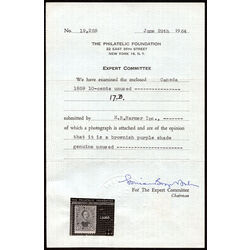 No. 19,258 June 22th 1964
THE PHILATELIC FOUNDATION
22 EAST 35TH STREET
NEW YORK 16, N.Y.
EXPERT COMMITTEE
We have examined the enclosed Canada
1859 10-cents unused
17.B.
submitted by H.R.Harmer Inc.,
of which a photograph is attached and are of the opinion
that it is a brownish purple shade
genuine unused
For The Expert Committee
Chairman